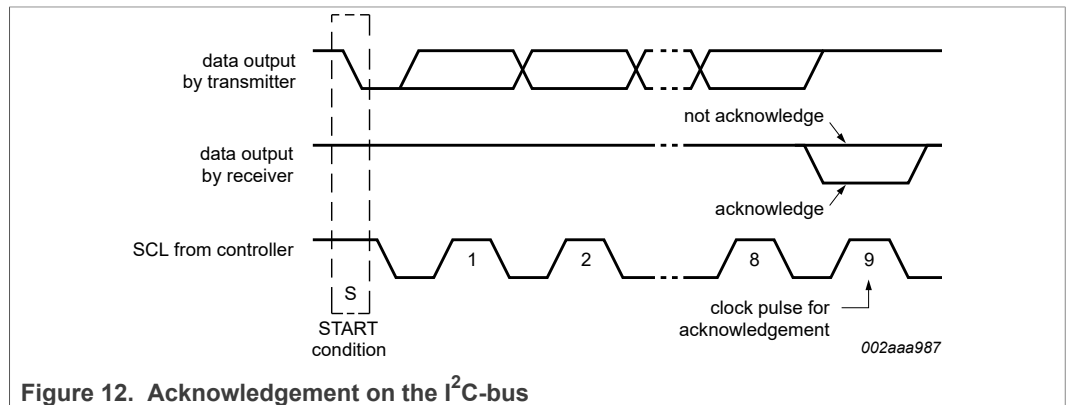 data output
by transmitter
not acknowledge
data output
by receiver
acknowledge
SCL from controller
1
2
8
9
S
START
condition
clock pulse for
acknowledgement
002aaa987
Figure 12. Acknowledgement on the I²C-bus